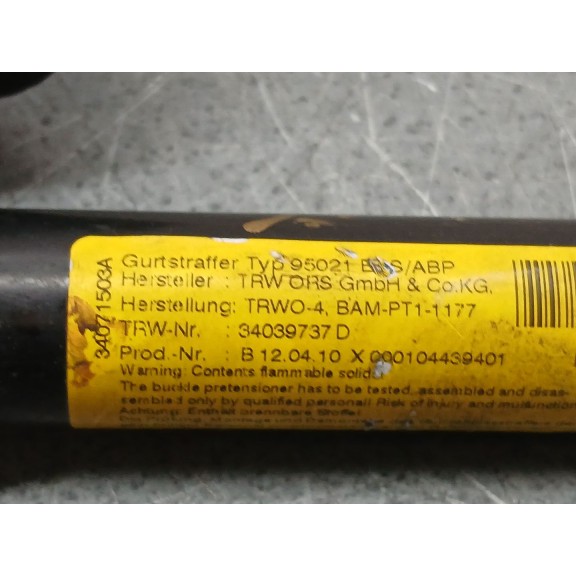 34071503A
Gurtstraffer Typ 95021 /ABP
Hersteller : TRW ORS GmbH & Co.KG,
Herstellung: TRWO-4, BAM-PT1-1177
TRW-Nr. : 34039737 D
Prod.-Nr. : B 12.04.10 X 000104439401
Warning: Contents flammable solid
The buckle pretensioner has to be tested, assembled and disas-
sembled only by qualified personal! Risk of injury and malfunction
Achtung: Enthält brennbare Stoffe!